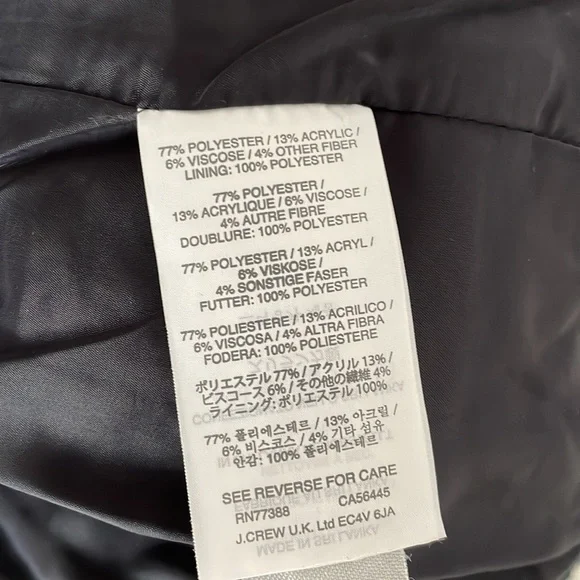 77% POLYESTER / 13% ACRYLIC /
6% VISCOSE / 4% OTHER FIBER
LINING: 100% POLYESTER
77% POLYESTER /
13% ACRYLIQUE / 6% VISCOSE /
4% AUTRE FIBRE
DOUBLURE: 100% POLYESTER
77% POLYESTER / 13% ACRYL /
6% VISKOSE /
4% SONSTIGE FASER
FUTTER: 100% POLYESTER
77% POLIESTERE / 13% ACRILICO /
6% VISCOSA / 4% ALTRA FIBRA
FODERA: 100% POLIESTERE
ポリエステル 77% / アクリル 13% /
ビスコース 6% / その他の繊維 4%
ライニング: ポリエステル 100%
77% 폴리에스테르 / 13% 아크릴 /
6% 비스코스 / 4% 기타 섬유
안감: 100% 폴리에스테르
SEE REVERSE FOR CARE
RN77388 CA56445
J.CREW U.K. Ltd EC4V 6JA
MADE IN SRI LANKA